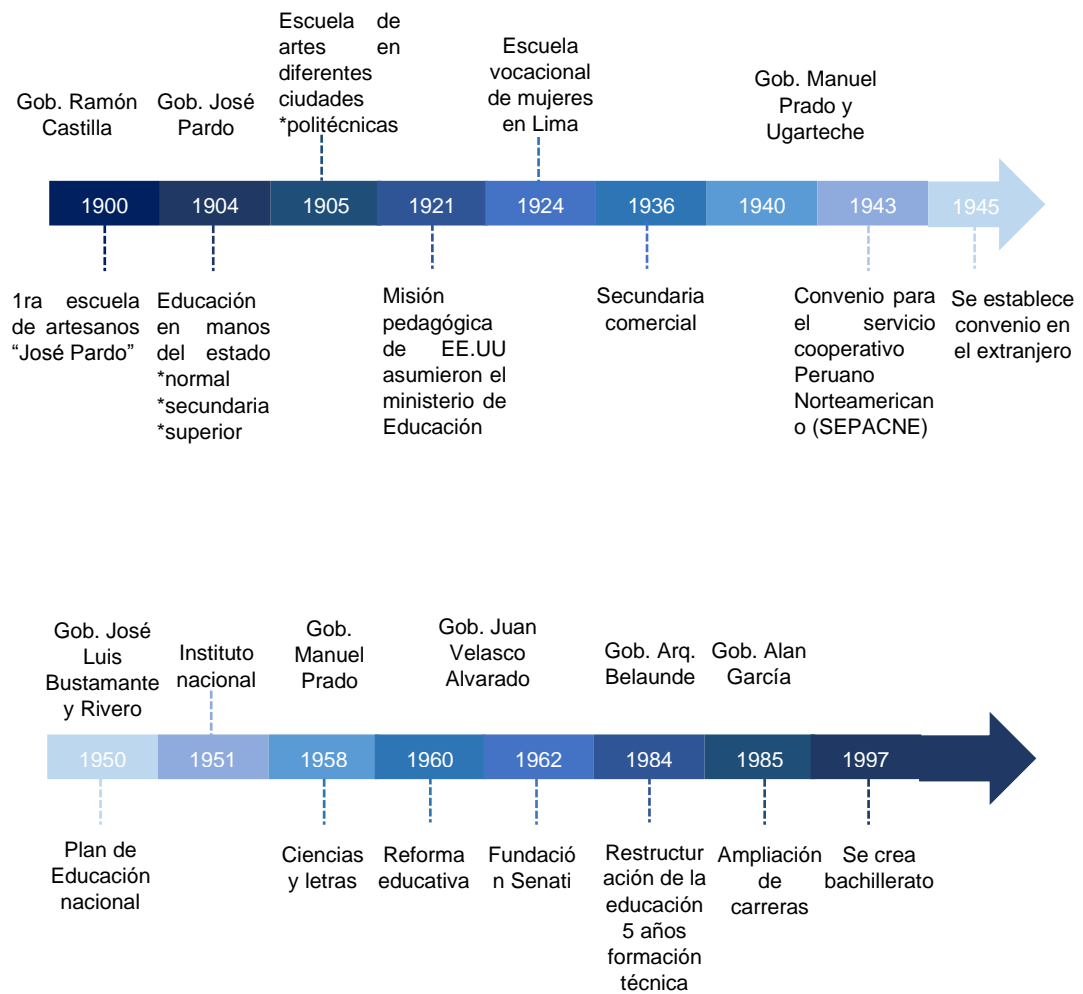 Gob. Ramón
Castilla
Gob. José
Pardo
Escuela de
artes en
diferentes
ciudades
*politécnicas
Escuela
vocacional
de mujeres
en Lima
Gob. Manuel
Prado y
Ugarteche
1900
1904
1905
1921
1924
1936
1940
1943
1945
1ra escuela
de artesanos
“José Pardo”
Educación
en manos
del estado
*normal
*secundaria
*superior
Misión
pedagógica
de EE.UU
asumieron el
ministerio de
Educación
Secundaria
comercial
Convenio para
el servicio
cooperativo
Peruano
Norteamerican
o (SEPACNE)
Se establece
convenio en
el extranjero
Gob. José
Luis
Bustamante
y Rivero
Instituto
nacional
Gob.
Manuel
Prado
Gob. Juan
Velasco
Alvarado
Gob. Arq.
Belaunde
Gob. Alan
García
1950
1951
1958
1960
1962
1984
1985
1997
Plan de
Educación
nacional
Ciencias
y letras
Reforma
educativa
Fundació
n Senati
Restructur
ación de la
educación
5 años
formación
técnica
Ampliación
de
carreras
Se crea
bachillerato